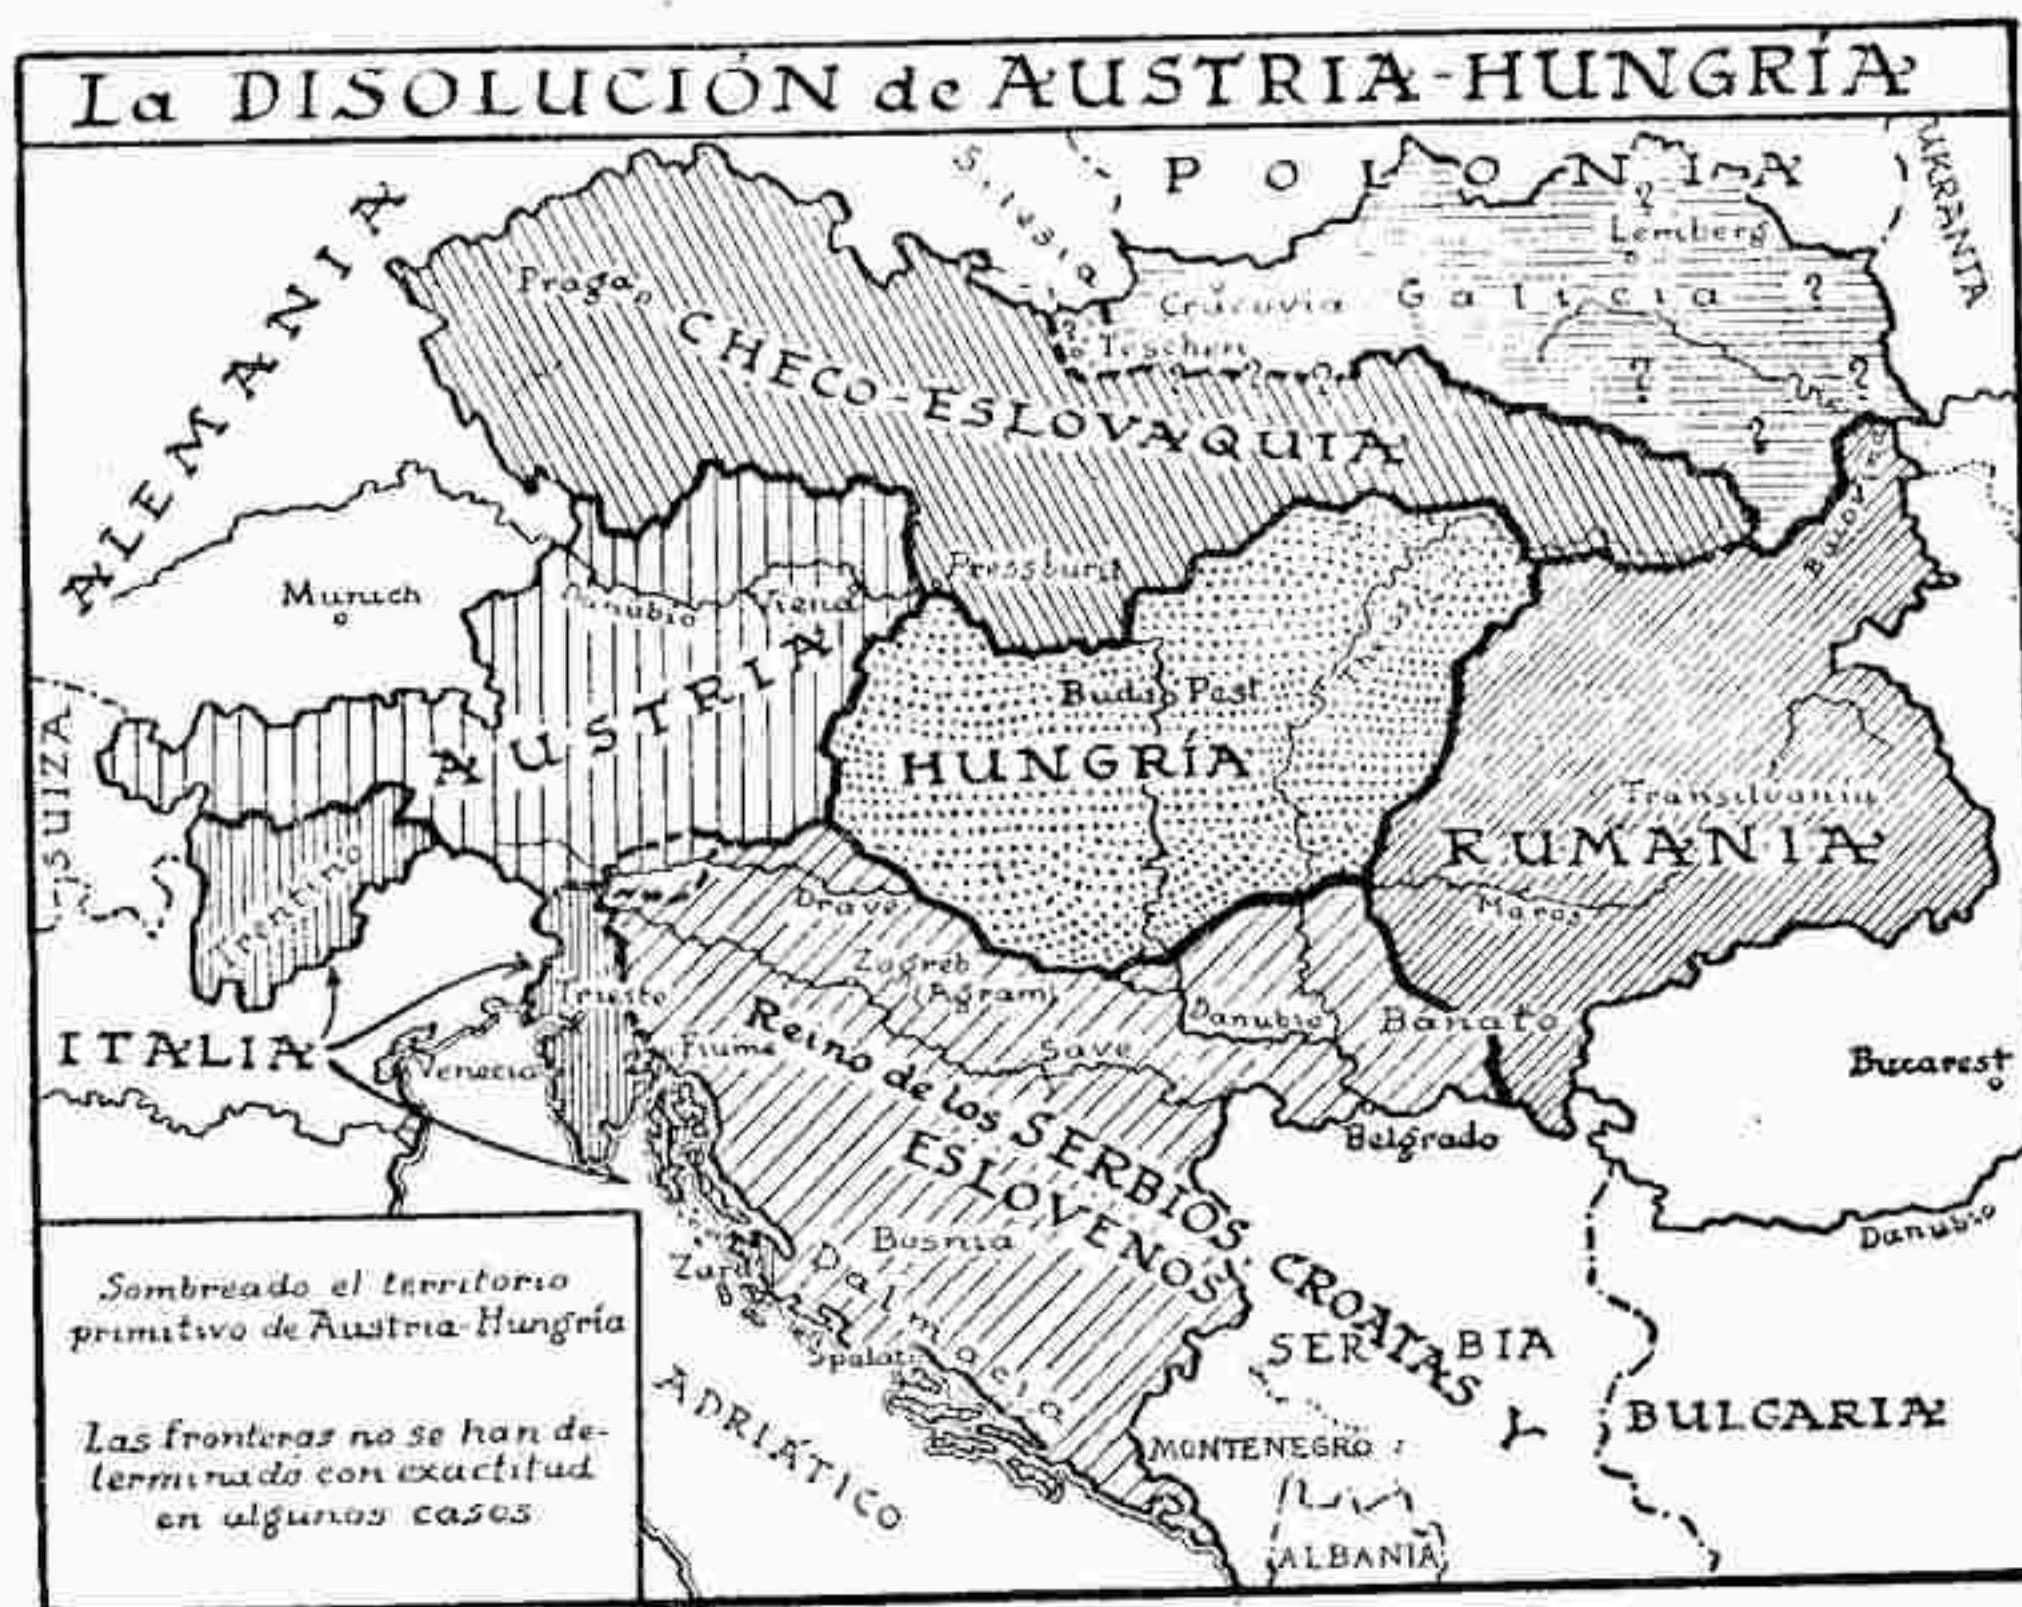 La DISOLUCIÓN de AUSTRIA-HUNGRÍA
ALEMANIA
Silesia
POLONIA
UKRANIA
?
Lemberg
Praga
Cracovia
Galicia
?
CHECO-ESLOVAQUIA
?
Teschen
?
?
?
?
?
?
Munich
Danubio
Viena
Pressburg
AUSTRIA
Buda Pest
HUNGRÍA
SUIZA
Transilvania
RUMANIA
Trentino
Drave
Maros
Zagreb
(Agram)
Trieste
Danubio
Banato
ITALIA
Venecia
Fiume
Save
Reino de los SERBIOS, CROATAS Y
ESLOVENOS
Bucarest
Belgrado
Danubio
Bosnia
Dalmacia
Zara
Spalato
SERBIA
ADRIÁTICO
MONTENEGRO
BULGARIA
ALBANIA
Sombreado el territorio
primitivo de Austria-Hungría
Las fronteras no se han de-
terminado con exactitud
en algunos casos